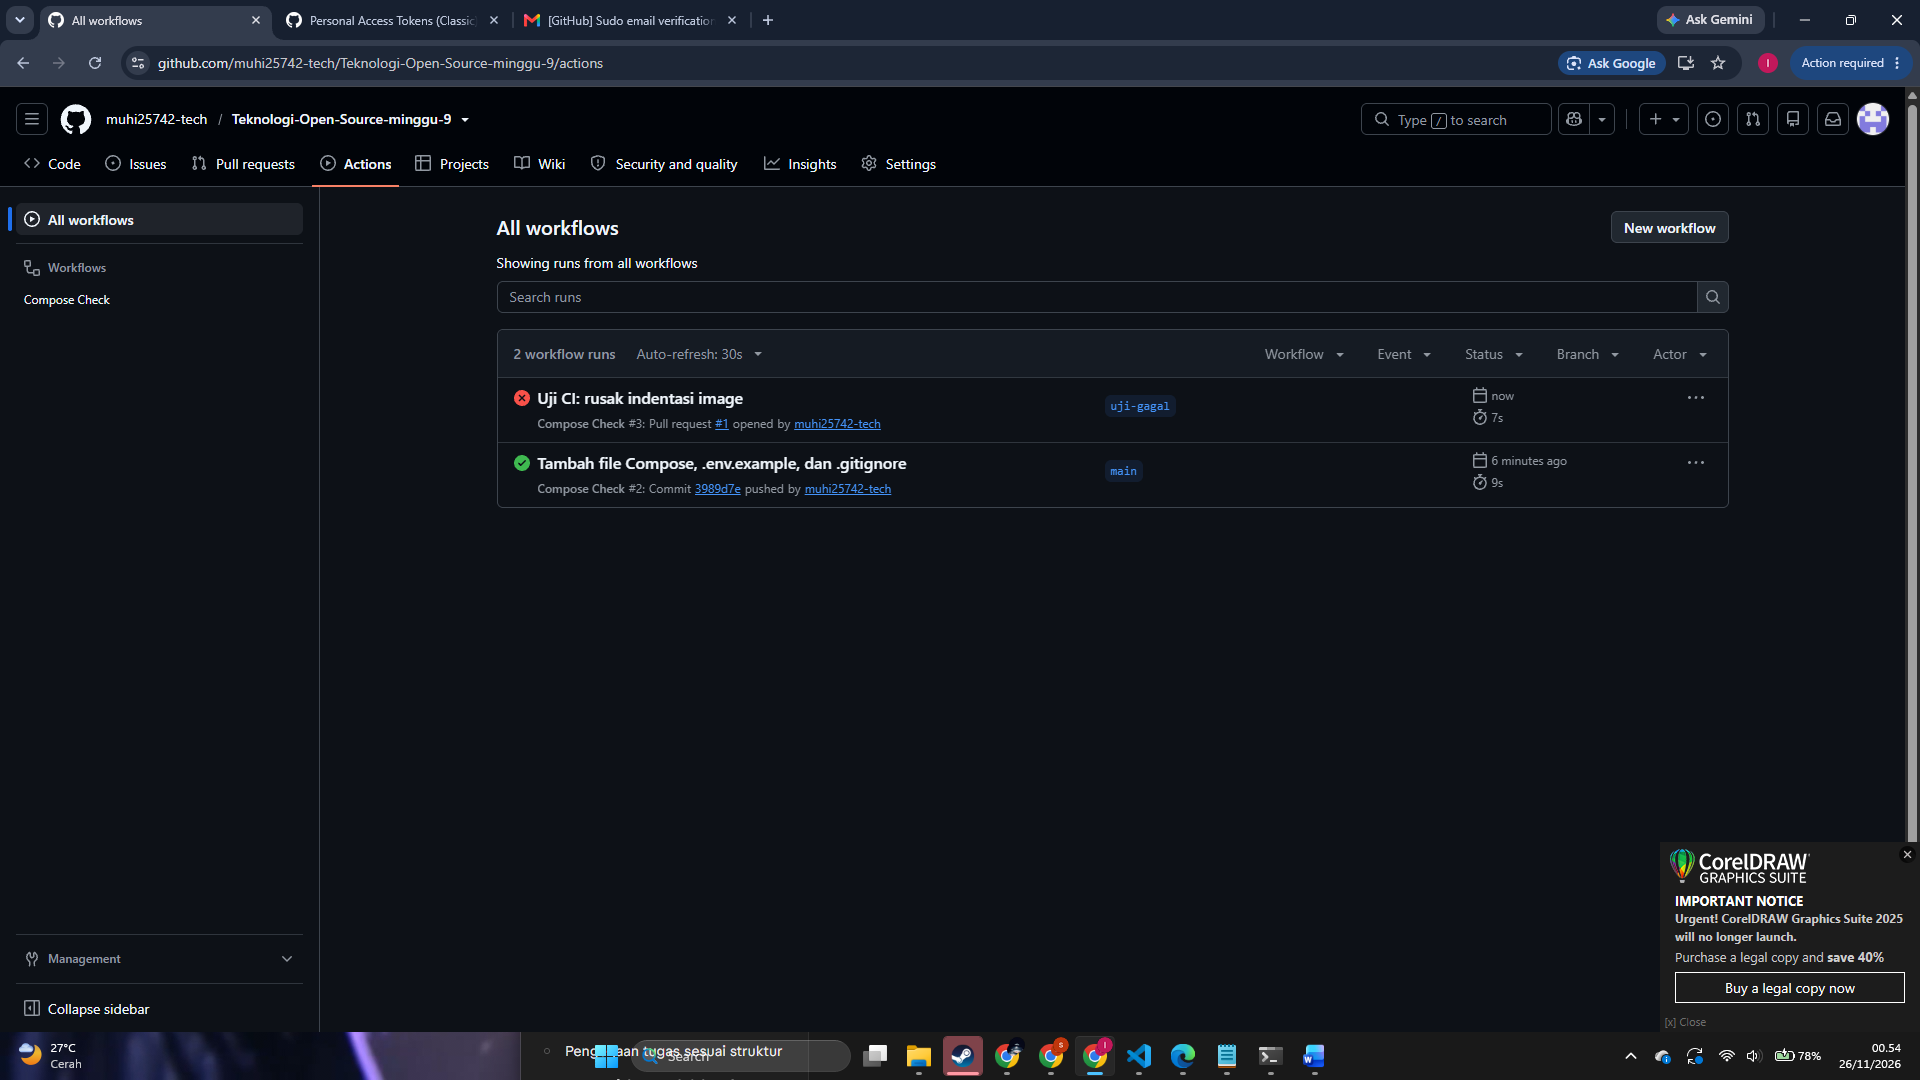 All workflows
Personal Access Tokens (Classic
[GitHub] Sudo email verification
Ask Gemini
github.com/muhi25742-tech/Teknologi-Open-Source-minggu-9/actions
Ask Google
I
Action required
muhi25742-tech / Teknologi-Open-Source-minggu-9
Type / to search
Code
Issues
Pull requests
Actions
Projects
Wiki
Security and quality
Insights
Settings
All workflows
Workflows
Compose Check
All workflows
New workflow
Showing runs from all workflows
Search runs
2 workflow runs
Auto-refresh: 30s
Workflow
Event
Status
Branch
Actor
Uji CI: rusak indentasi image
Compose Check #3: Pull request #1 opened by muhi25742-tech
uji-gagal
now
7s
Tambah file Compose, .env.example, dan .gitignore
Compose Check #2: Commit 3989d7e pushed by muhi25742-tech
main
6 minutes ago
9s
Management
Collapse sidebar
CorelDRAW
GRAPHICS SUITE
IMPORTANT NOTICE
Urgent! CorelDRAW Graphics Suite 2025
will no longer launch.
Purchase a legal copy and save 40%
Buy a legal copy now
[x] Close
27°C
Cerah
tugas sesuai struktur
Search
78%
00.54
26/11/2026